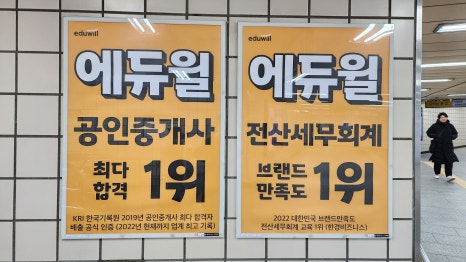 eduwill
에듀윌
공인중개사
최다
합격
1위
KRI 한국기록원 2019년 공인중개사 최다 합격자
배출 공식 인증 (2022년 현재까지 업계 최고 기록)
eduwill
에듀윌
전산세무회계
브랜드
만족도
1위
2022 대한민국 브랜드만족도
전산세무회계 교육 1위 (한경비즈니스)